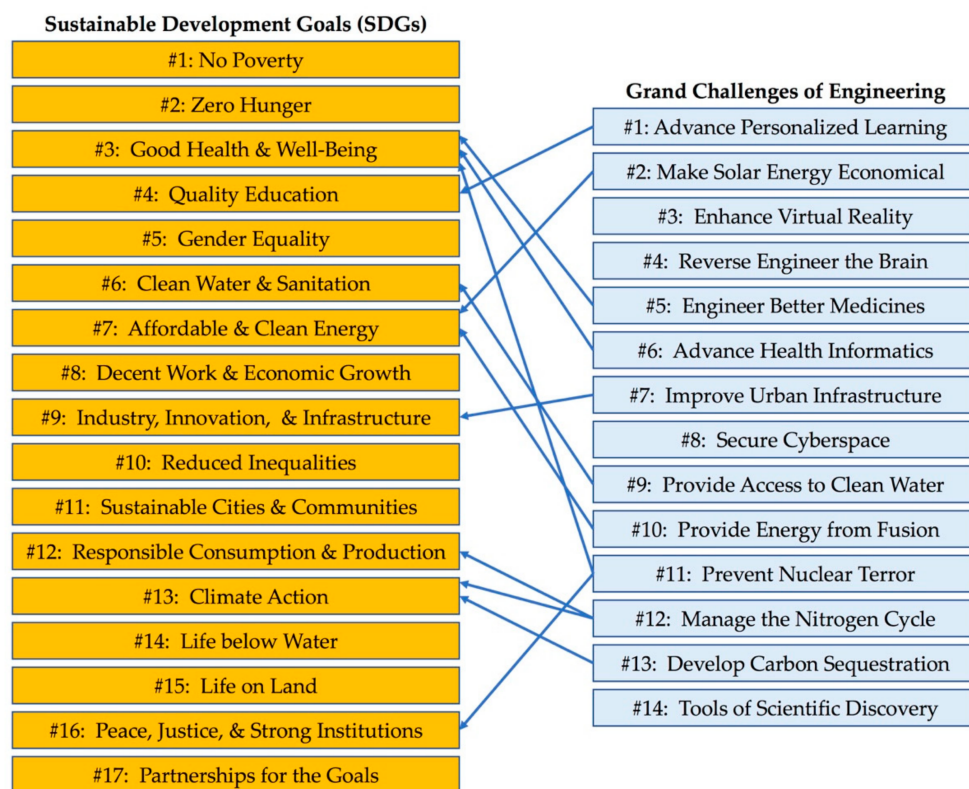 Sustainable Development Goals (SDGs)
#1: No Poverty
#2: Zero Hunger
#3: Good Health & Well-Being
#4: Quality Education
#5: Gender Equality
#6: Clean Water & Sanitation
#7: Affordable & Clean Energy
#8: Decent Work & Economic Growth
#9: Industry, Innovation, & Infrastructure
#10: Reduced Inequalities
#11: Sustainable Cities & Communities
#12: Responsible Consumption & Production
#13: Climate Action
#14: Life below Water
#15: Life on Land
#16: Peace, Justice, & Strong Institutions
#17: Partnerships for the Goals
Grand Challenges of Engineering
#1: Advance Personalized Learning
#2: Make Solar Energy Economical
#3: Enhance Virtual Reality
#4: Reverse Engineer the Brain
#5: Engineer Better Medicines
#6: Advance Health Informatics
#7: Improve Urban Infrastructure
#8: Secure Cyberspace
#9: Provide Access to Clean Water
#10: Provide Energy from Fusion
#11: Prevent Nuclear Terror
#12: Manage the Nitrogen Cycle
#13: Develop Carbon Sequestration
#14: Tools of Scientific Discovery